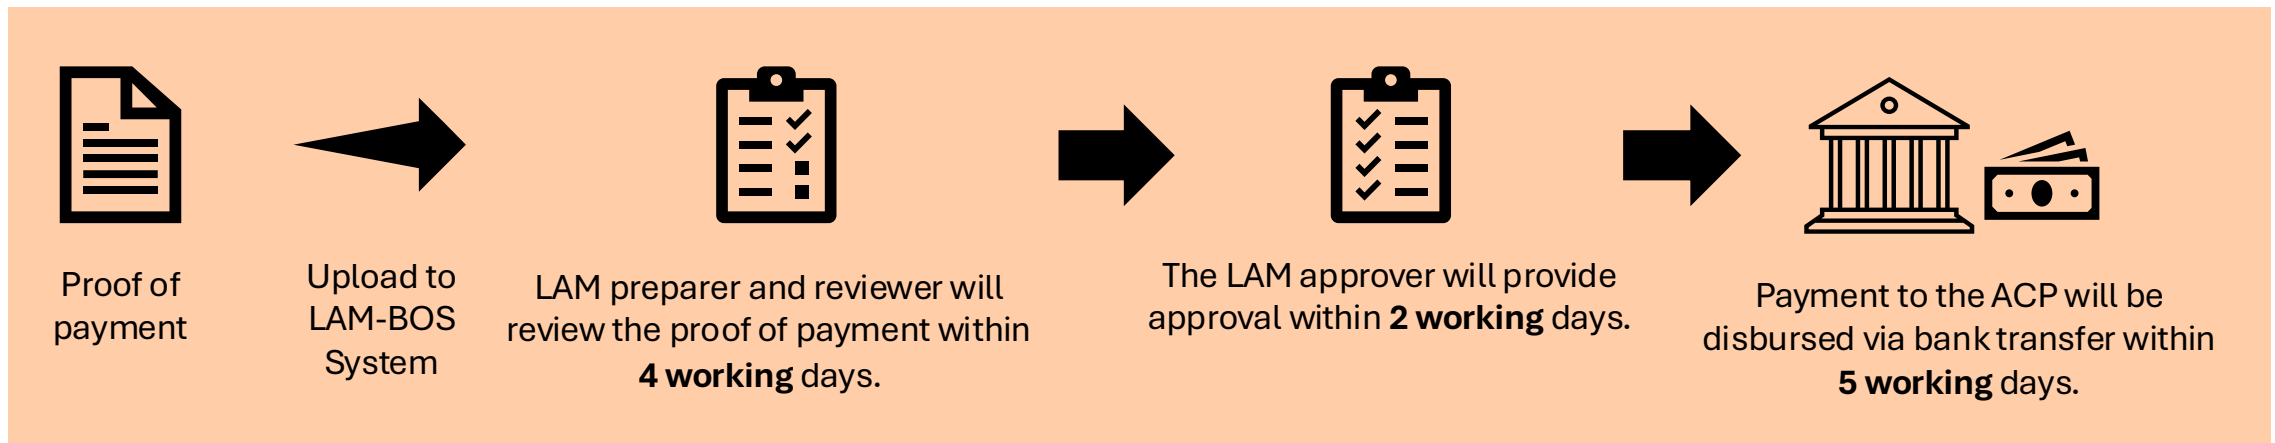 Proof of
payment
Upload to
LAM-BOS
System
LAM preparer and reviewer will
review the proof of payment within
4 working days.
The LAM approver will provide
approval within 2 working days.
Payment to the ACP will be
disbursed via bank transfer within
5 working days.